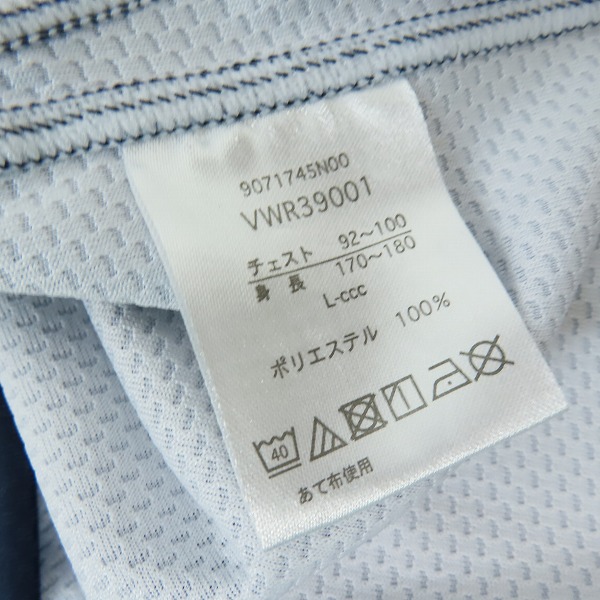 9071745N00
VWR39001
チェスト 92〜100
身長 170〜180
L-ccc
ポリエステル 100%
40
あて布使用